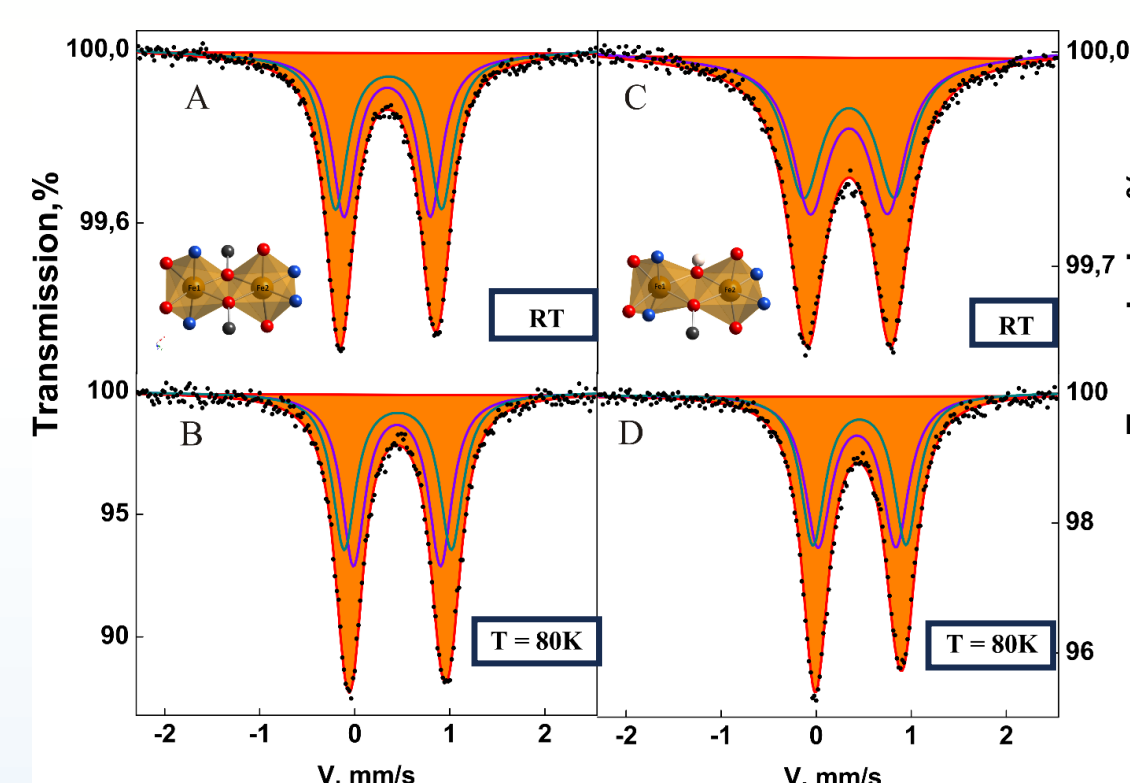 Transmission,%
100,0
99,6
A
Fe1 Fe2
RT
C
Fe1 Fe2
RT
100,0
99,7
100
95
90
B
T = 80K
D
T = 80K
100
98
96
-2 -1 0 1 2
-2 -1 0 1 2
V, mm/s
V, mm/s